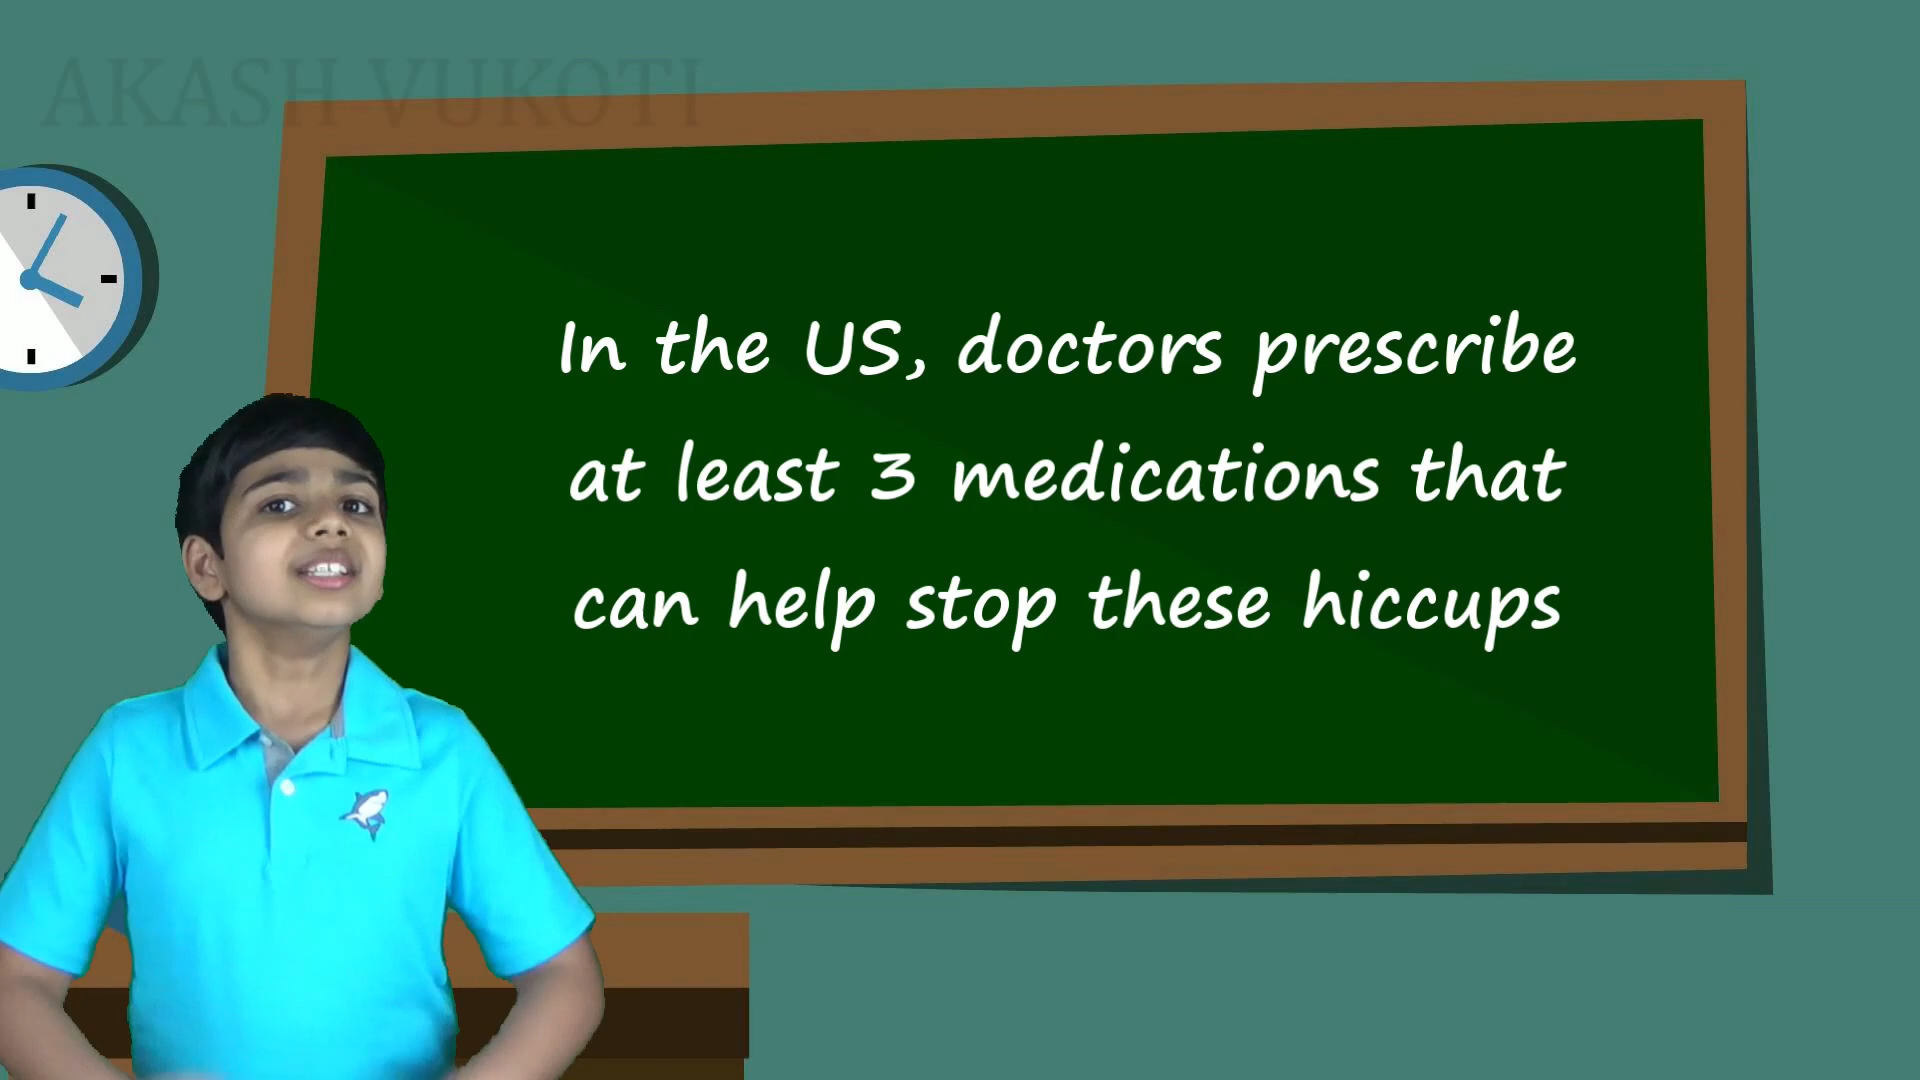 AKASH VUKOTI
In the US, doctors prescribe
at least 3 medications that
can help stop these hiccups